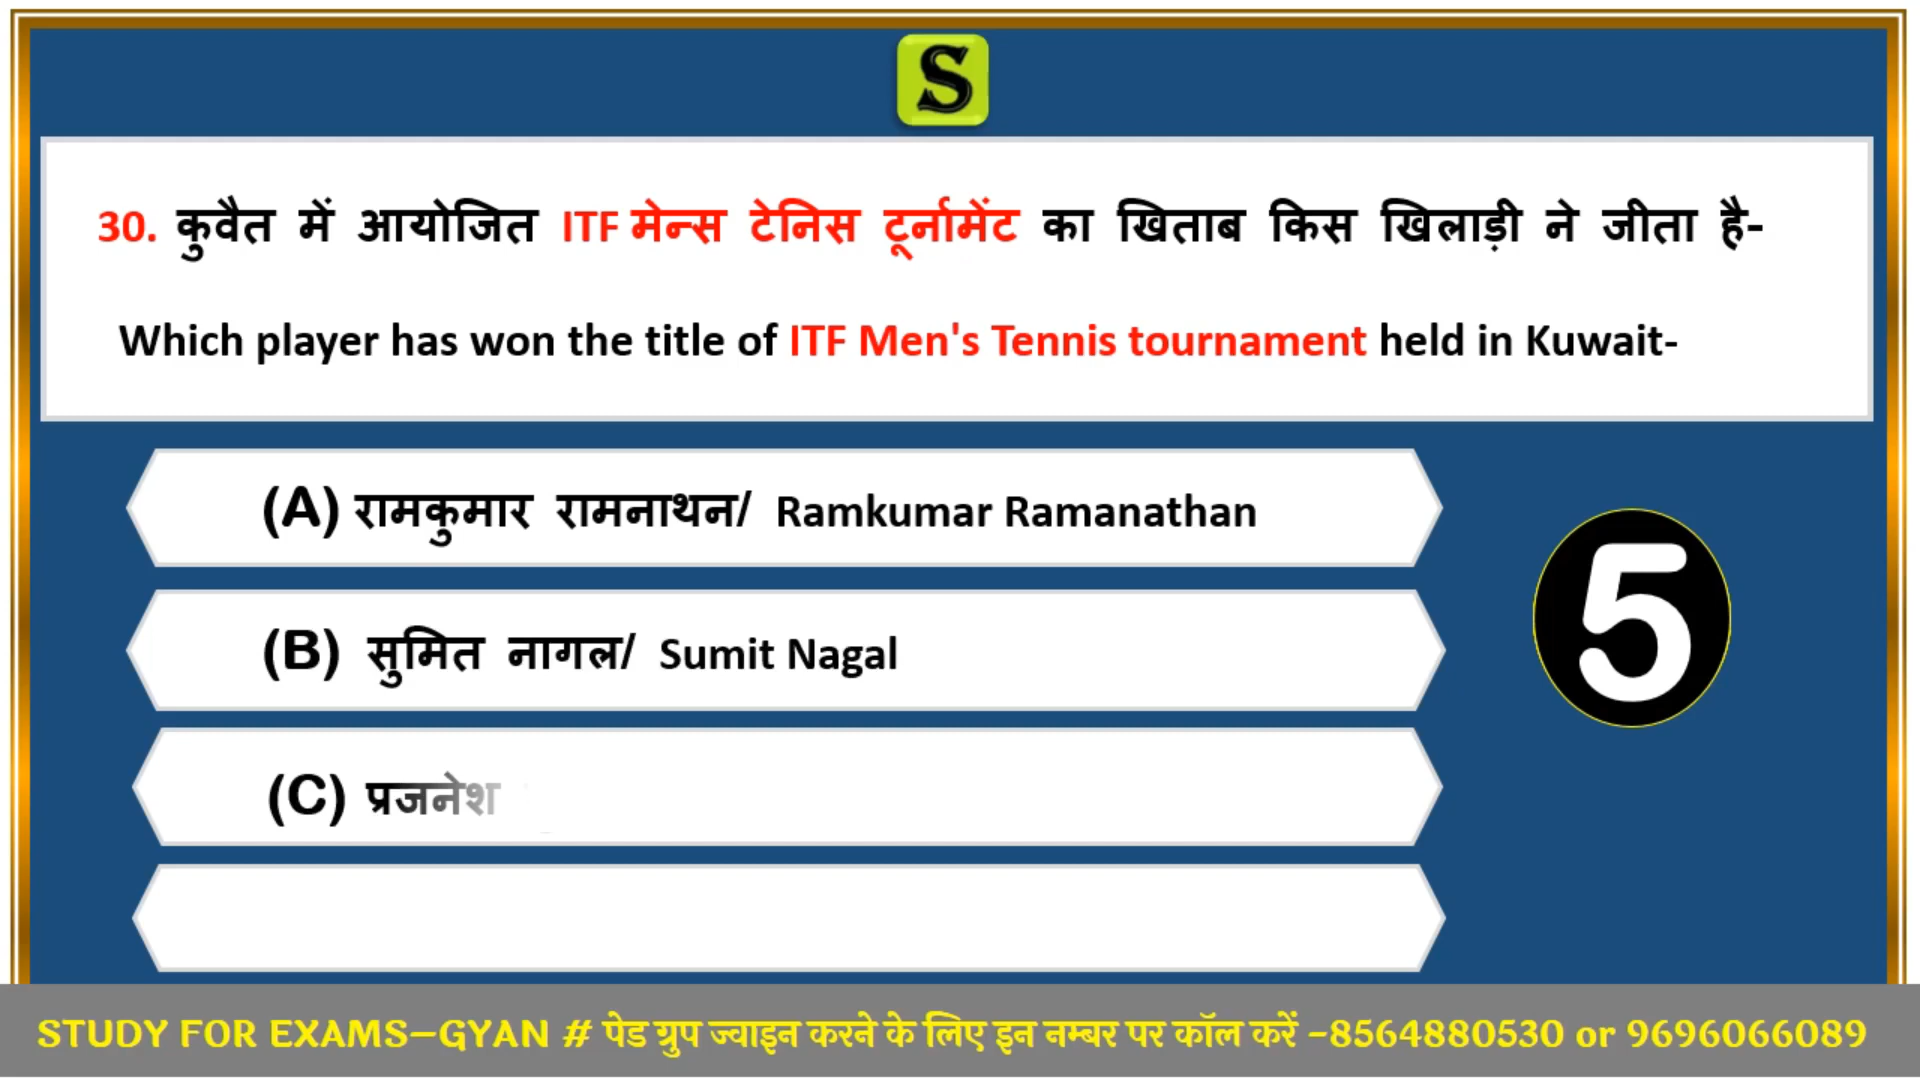 S
30. कुवैत में आयोजित ITF मेन्स टेनिस टूर्नामेंट का खिताब किस खिलाड़ी ने जीता है-
Which player has won the title of ITF Men's Tennis tournament held in Kuwait-
(A) रामकुमार रामनाथन/ Ramkumar Ramanathan
(B) सुमित नागल/ Sumit Nagal
5
(C) प्रजनेश
STUDY FOR EXAMS-GYAN # पेड ग्रुप ज्वाइन करने के लिए इन नम्बर पर कॉल करें -8564880530 or 9696066089